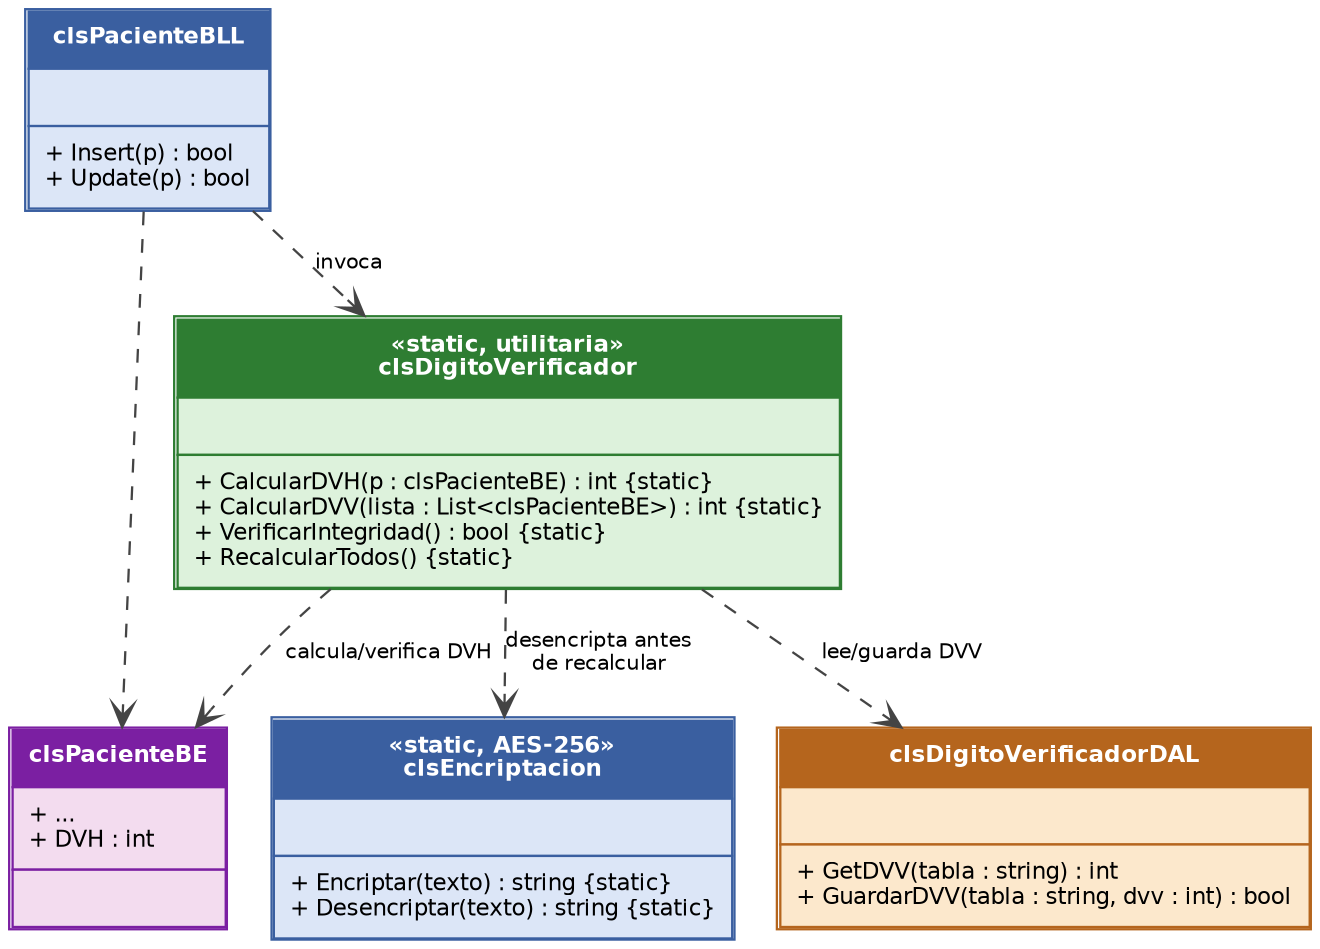 clsPacienteBLL
+ Insert(p) : bool
+ Update(p) : bool
invoca
«static, utilitaria»
clsDigitoVerificador
+ CalcularDVH(p : clsPacienteBE) : int {static}
+ CalcularDVV(lista : List<clsPacienteBE>) : int {static}
+ VerificarIntegridad() : bool {static}
+ RecalcularTodos() {static}
calcula/verifica DVH
desencripta antes
de recalcular
lee/guarda DVV
clsPacienteBE
+ ...
+ DVH : int
«static, AES-256»
clsEncriptacion
+ Encriptar(texto) : string {static}
+ Desencriptar(texto) : string {static}
clsDigitoVerificadorDAL
+ GetDVV(tabla : string) : int
+ GuardarDVV(tabla : string, dvv : int) : bool